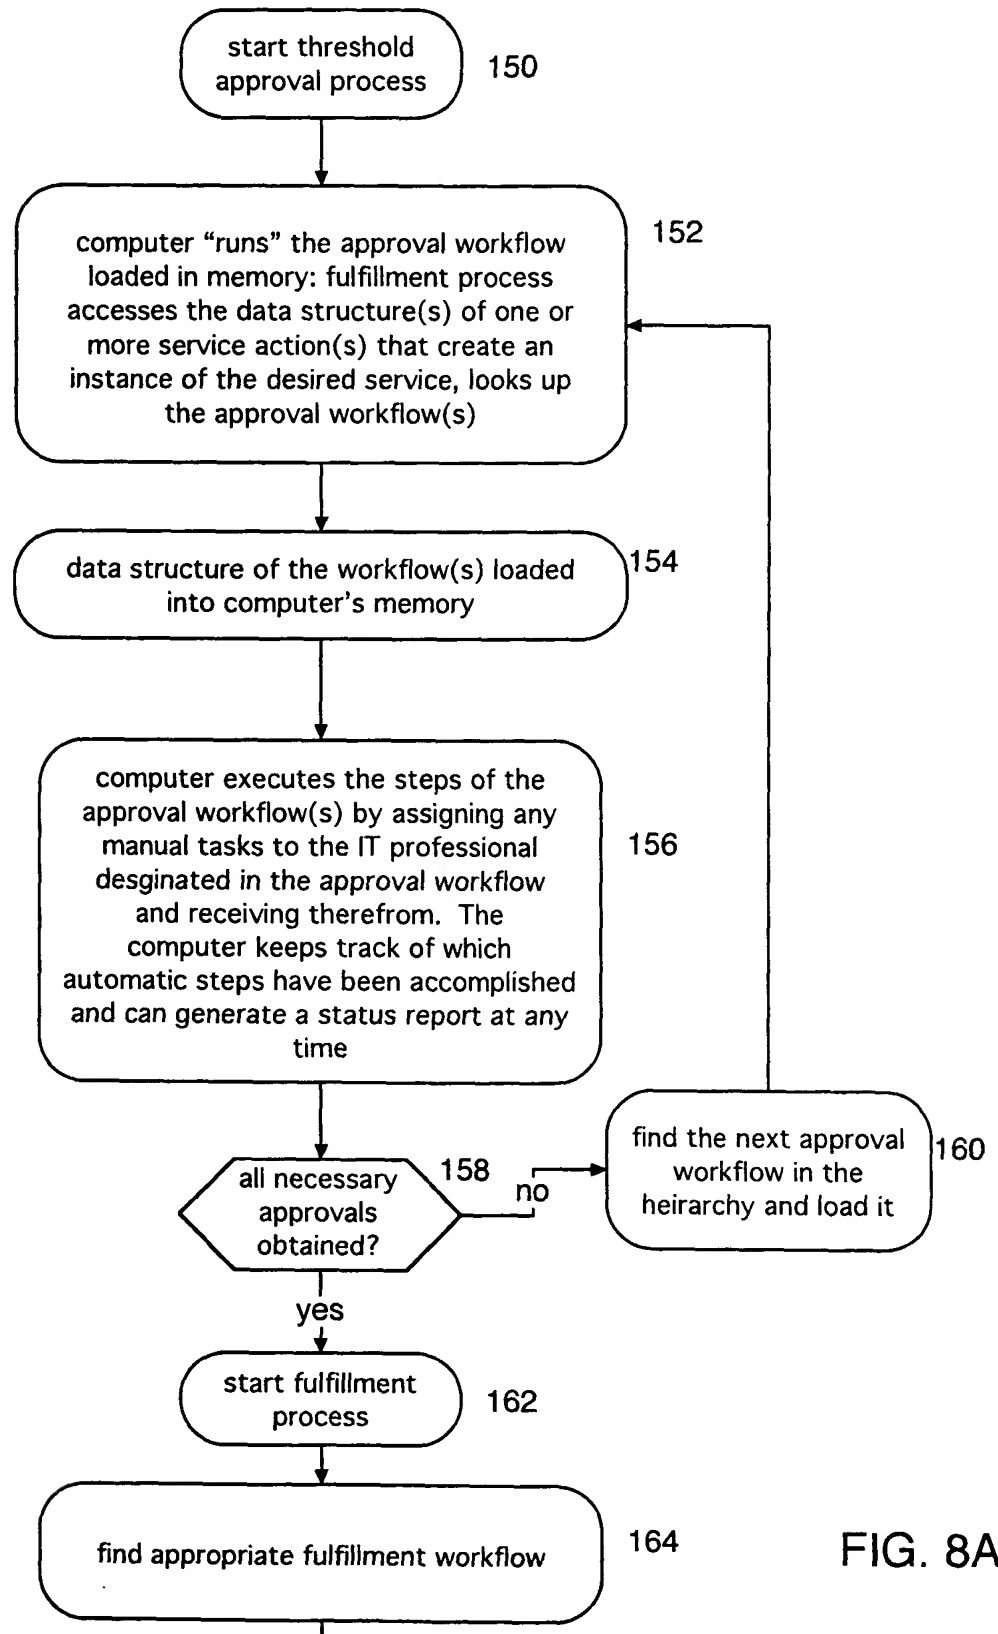 start threshold
approval process
150
computer “runs” the approval workflow
loaded in memory: fulfillment process
accesses the data structure(s) of one or
more service action(s) that create an
instance of the desired service, looks up
the approval workflow(s)
152
data structure of the workflow(s) loaded
into computer’s memory
154
computer executes the steps of the
approval workflow(s) by assigning any
manual tasks to the IT professional
desginated in the approval workflow
and receiving therefrom. The
computer keeps track of which
automatic steps have been accomplished
and can generate a status report at any
time
156
all necessary
approvals
obtained?
158
no
find the next approval
workflow in the
heirarchy and load it
160
yes
start fulfillment
process
162
find appropriate fulfillment workflow
164
FIG. 8A